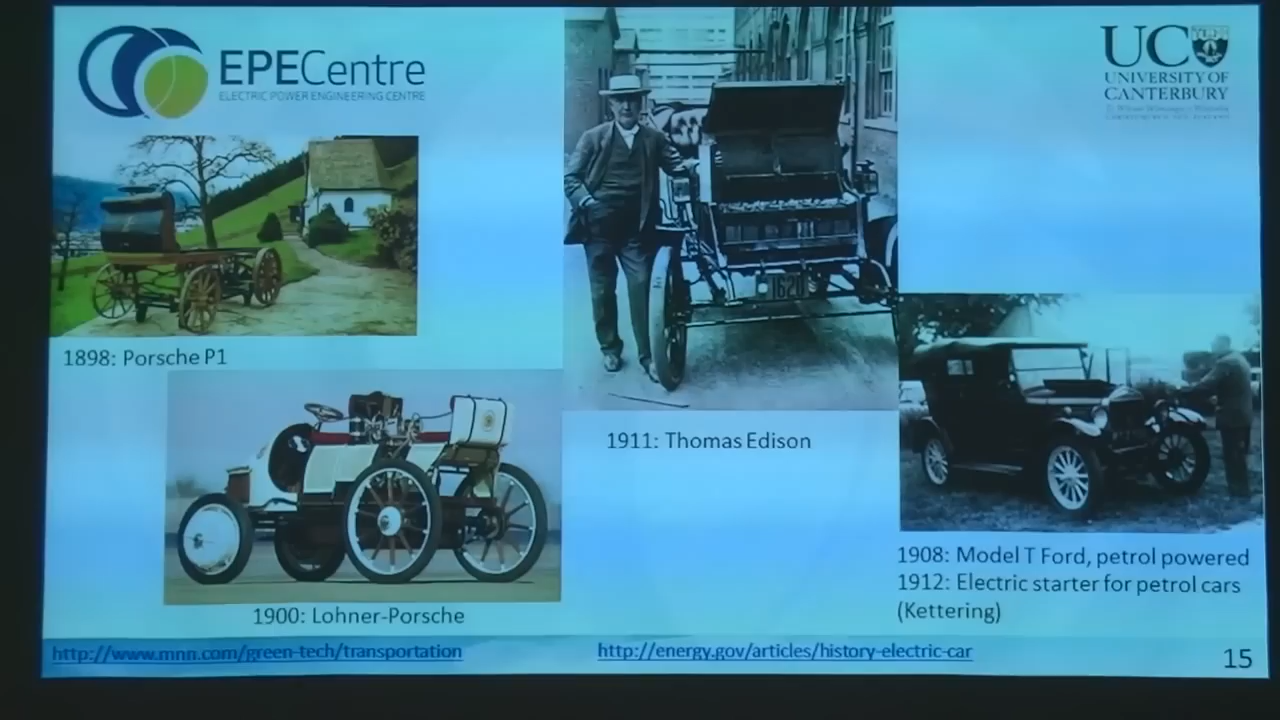 EPECentre
ELECTRIC POWER ENGINEERING CENTRE
UC
UNIVERSITY OF
CANTERBURY
1898: Porsche P1
1620
1911: Thomas Edison
1900: Lohner-Porsche
1908: Model T Ford, petrol powered
1912: Electric starter for petrol cars
(Kettering)
http://www.mnn.com/green-tech/transportation
http://energy.gov/articles/history-electric-car
15